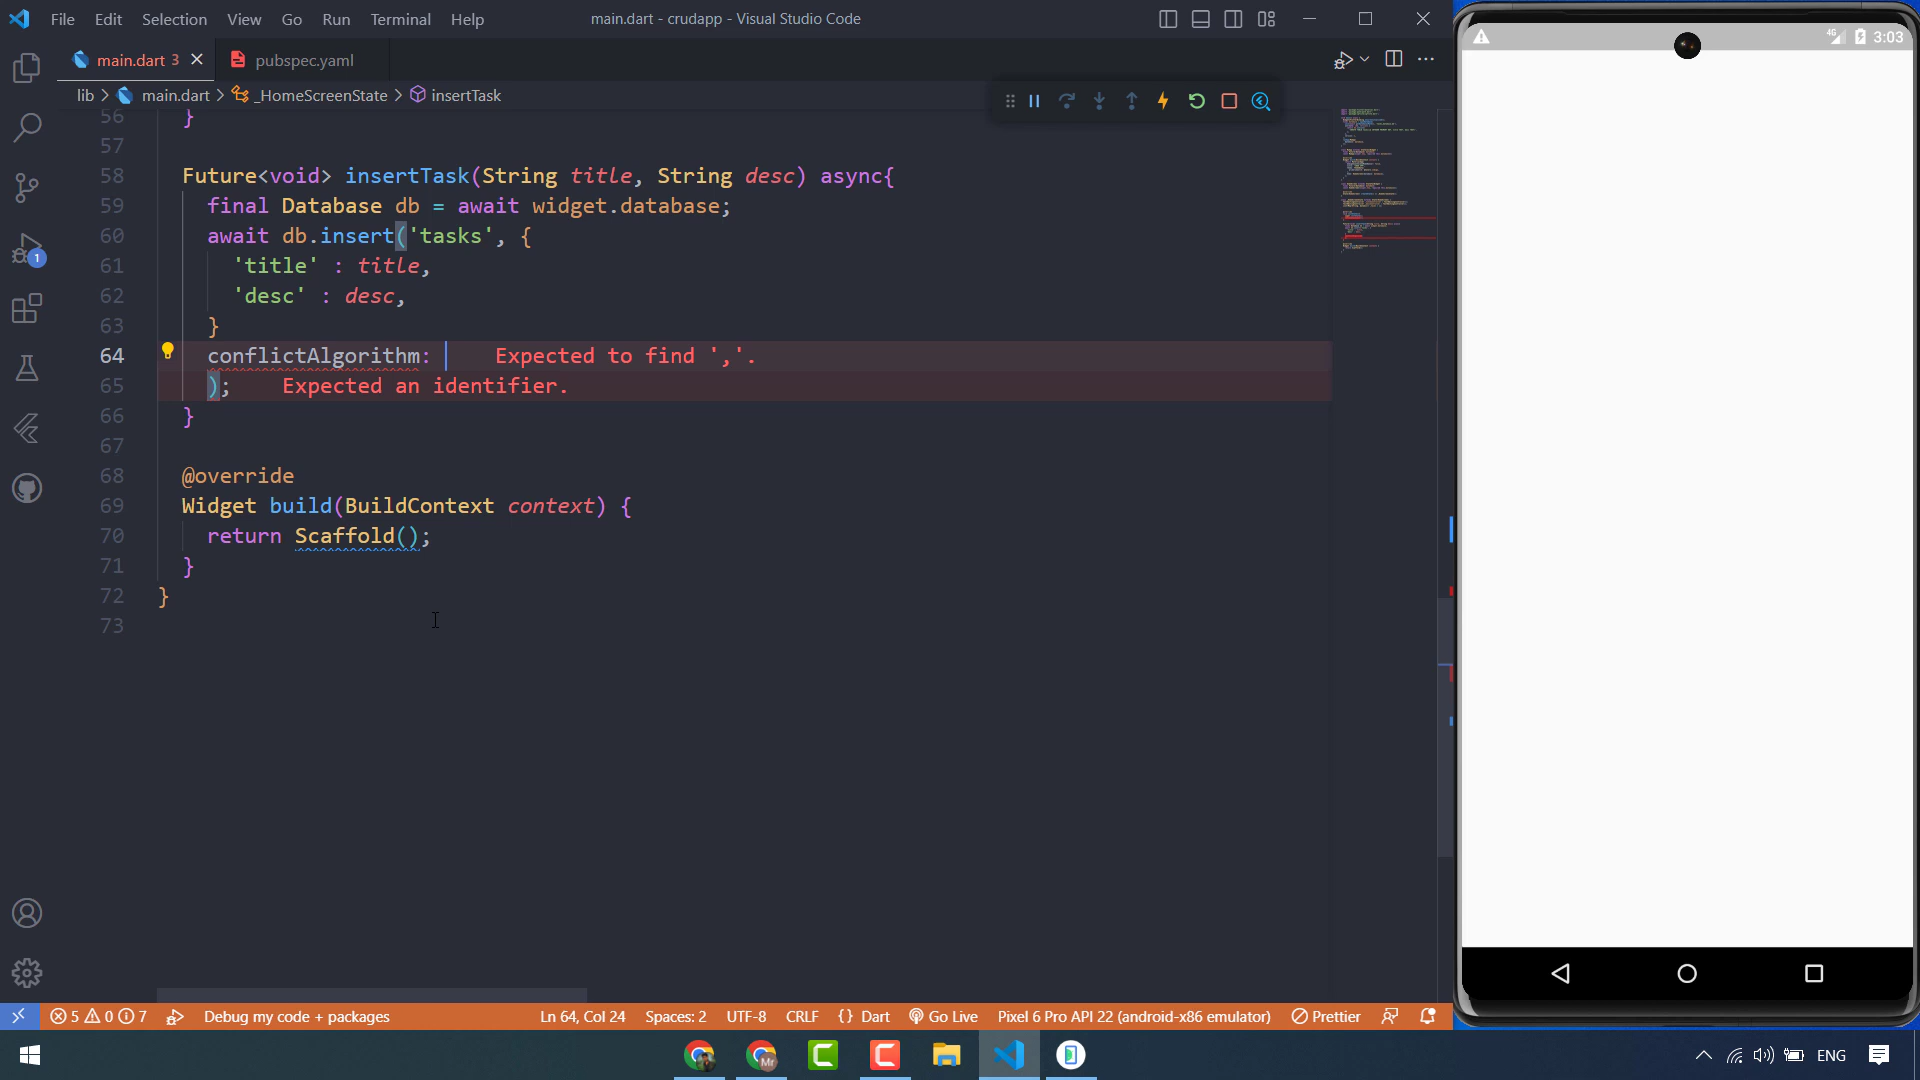 File Edit Selection View Go Run Terminal Help
main.dart - crudapp - Visual Studio Code
main.dart 3
pubspec.yaml
lib > main.dart > _HomeScreenState > insertTask
56 }
57
58 Future<void> insertTask(String title, String desc) async{
59 final Database db = await widget.database;
60 await db.insert('tasks', {
61 'title' : title,
62 'desc' : desc,
63 }
64 conflictAlgorithm: Expected to find ','.
65 ); Expected an identifier.
66 }
67
68 @override
69 Widget build(BuildContext context) {
70 return Scaffold();
71 }
72 }
73
1
4G 3:03
5 0 7 Debug my code + packages Ln 64, Col 24 Spaces: 2 UTF-8 CRLF {} Dart Go Live Pixel 6 Pro API 22 (android-x86 emulator) Prettier
Mr
ENG